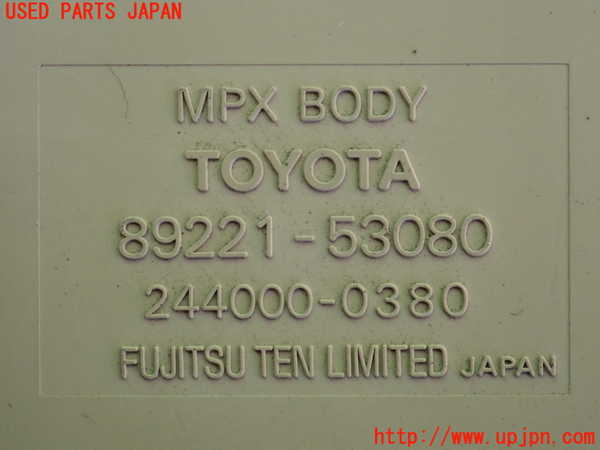 USED PARTS JAPAN
MPX BODY
TOYOTA
89221-53080
244000-0380
FUJITSU TEN LIMITED JAPAN
http://www.upjpn.com/